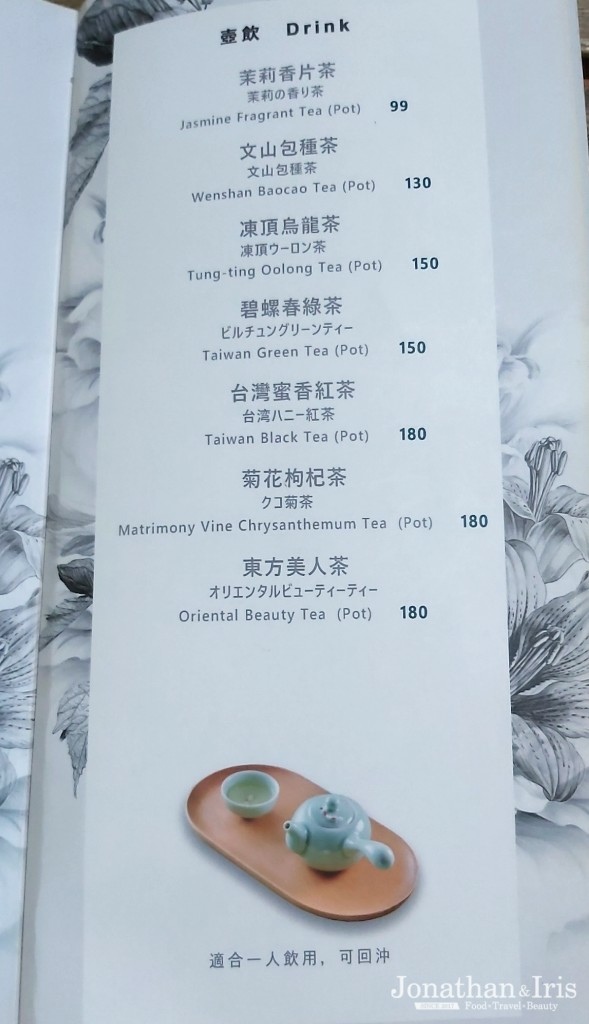 壺飲 Drink
茉莉香片茶
茉莉の香り茶
Jasmine Fragrant Tea (Pot) 99
文山包種茶
文山包種茶
Wenshan Baocao Tea (Pot) 130
凍頂烏龍茶
凍頂ウーロン茶
Tung-ting Oolong Tea (Pot) 150
碧螺春綠茶
ビルチュングリーンティー
Taiwan Green Tea (Pot) 150
台灣蜜香紅茶
台湾ハニー紅茶
Taiwan Black Tea (Pot) 180
菊花枸杞茶
クコ菊茶
Matrimony Vine Chrysanthemum Tea (Pot) 180
東方美人茶
オリエンタルビューティーティー
Oriental Beauty Tea (Pot) 180
適合一人飲用，可回沖
Jonathan & Iris
Food・Travel・Beauty